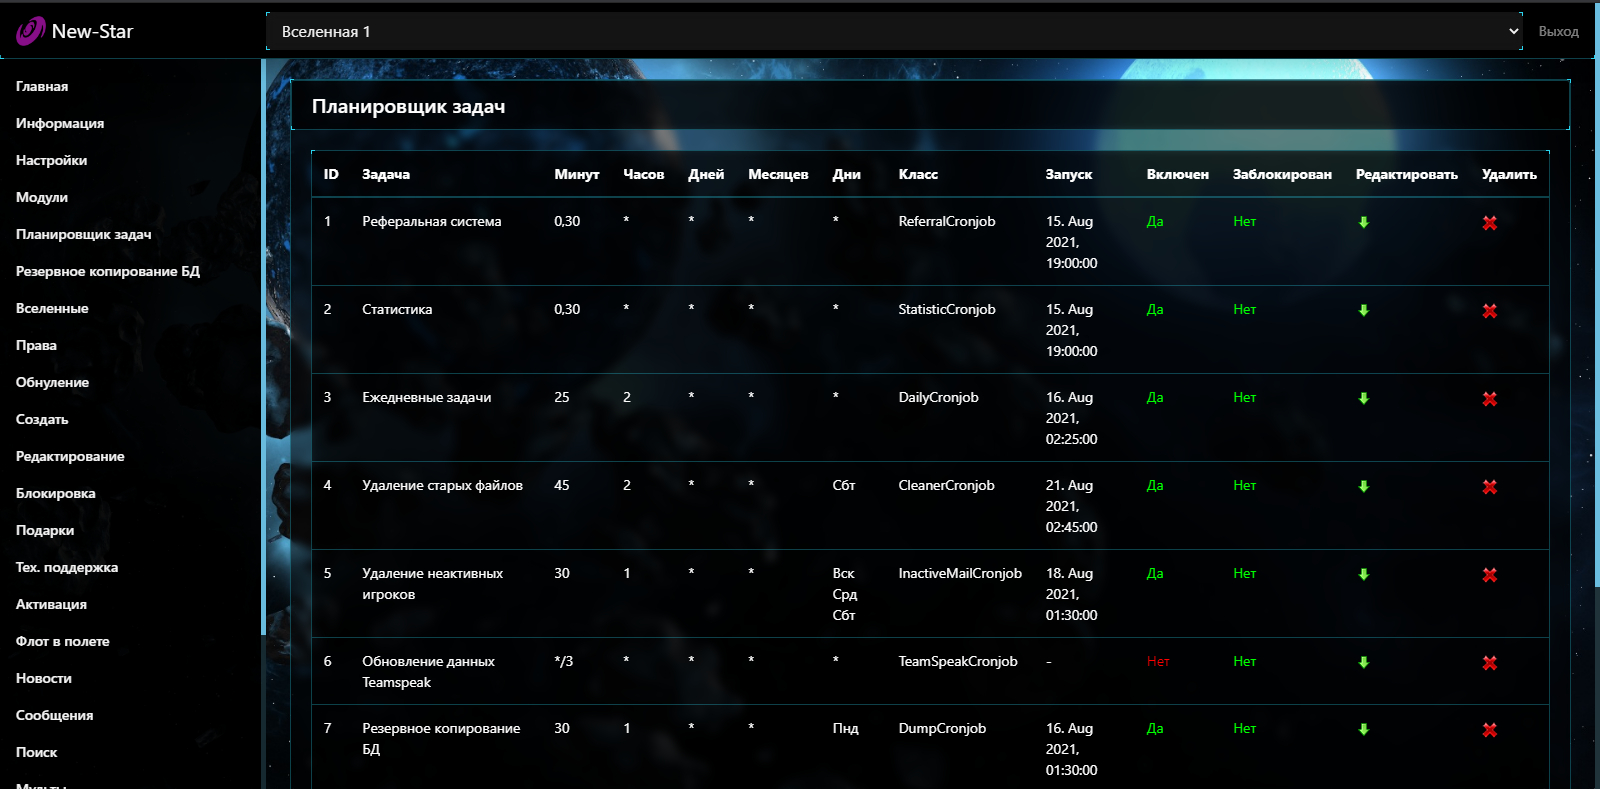 New-Star
Вселенная 1
Выход
Главная
Информация
Настройки
Модули
Планировщик задач
Резервное копирование БД
Вселенные
Права
Обнуление
Создать
Редактирование
Блокировка
Подарки
Тех. поддержка
Активация
Флот в полете
Новости
Сообщения
Поиск
Мульты
Планировщик задач
ID Задача Минут Часов Дней Месяцев Дни Класс Запуск Включен Заблокирован Редактировать Удалить
1 Реферальная система 0,30 * * * * ReferralCronjob 15. Aug Да Нет
2021,
19:00:00
2 Статистика 0,30 * * * * StatisticCronjob 15. Aug Да Нет
2021,
19:00:00
3 Ежедневные задачи 25 2 * * * DailyCronjob 16. Aug Да Нет
2021,
02:25:00
4 Удаление старых файлов 45 2 * * Сбт CleanerCronjob 21. Aug Да Нет
2021,
02:45:00
5 Удаление неактивных 30 1 * * Вск InactiveMailCronjob 18. Aug Да Нет
игроков Срд 2021,
Сбт 01:30:00
6 Обновление данных */3 * * * * TeamSpeakCronjob - Нет Нет
Teamspeak
7 Резервное копирование 30 1 * * Пнд DumpCronjob 16. Aug Да Нет
БД 2021,
01:30:00